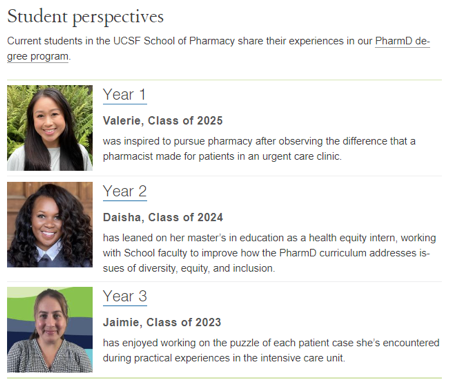 Student perspectives
Current students in the UCSF School of Pharmacy share their experiences in our PharmD de-
gree program.
Year 1
Valerie, Class of 2025
was inspired to pursue pharmacy after observing the difference that a
pharmacist made for patients in an urgent care clinic.
Year 2
Daisha, Class of 2024
has leaned on her master's in education as a health equity intern, working
with School faculty to improve how the PharmD curriculum addresses is-
sues of diversity, equity, and inclusion.
Year 3
Jaimie, Class of 2023
has enjoyed working on the puzzle of each patient case she's encountered
during practical experiences in the intensive care unit.